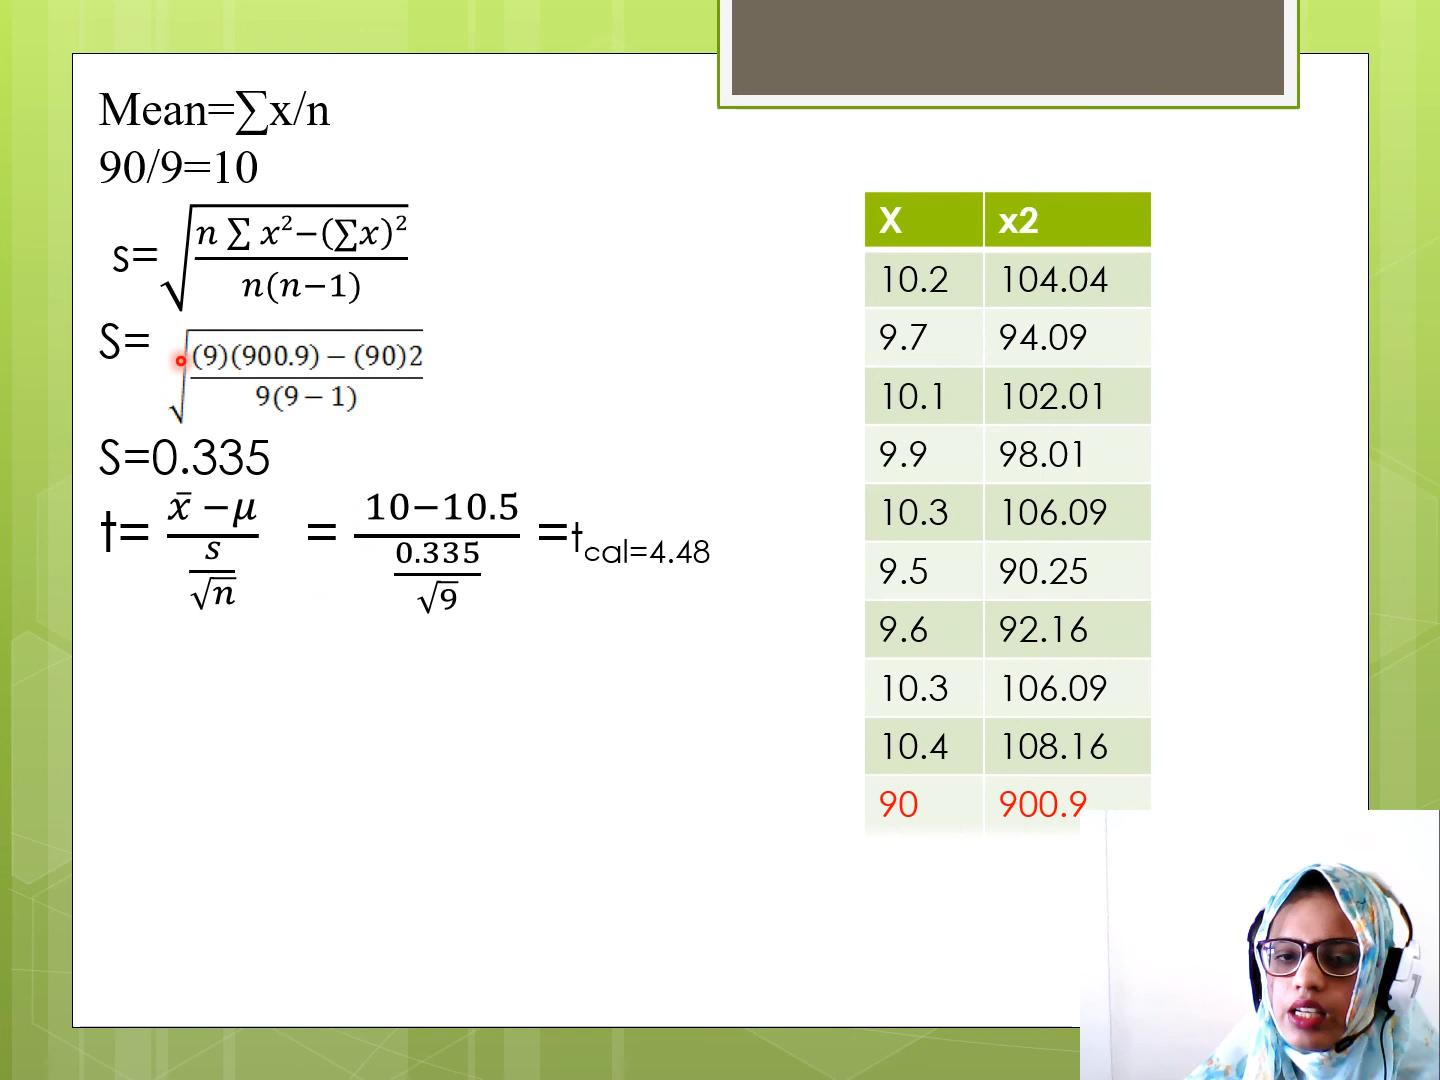 Mean=∑x/n
90/9=10
s=√((n ∑ x²−(∑x)²)/(n(n−1)))
S= √(((9)(900.9) − (90)2)/(9(9 − 1)))
S=0.335
t= (x̄ −μ)/(s/√n) = (10−10.5)/(0.335/√9) =tcal=4.48
X x2
10.2 104.04
9.7 94.09
10.1 102.01
9.9 98.01
10.3 106.09
9.5 90.25
9.6 92.16
10.3 106.09
10.4 108.16
90 900.9